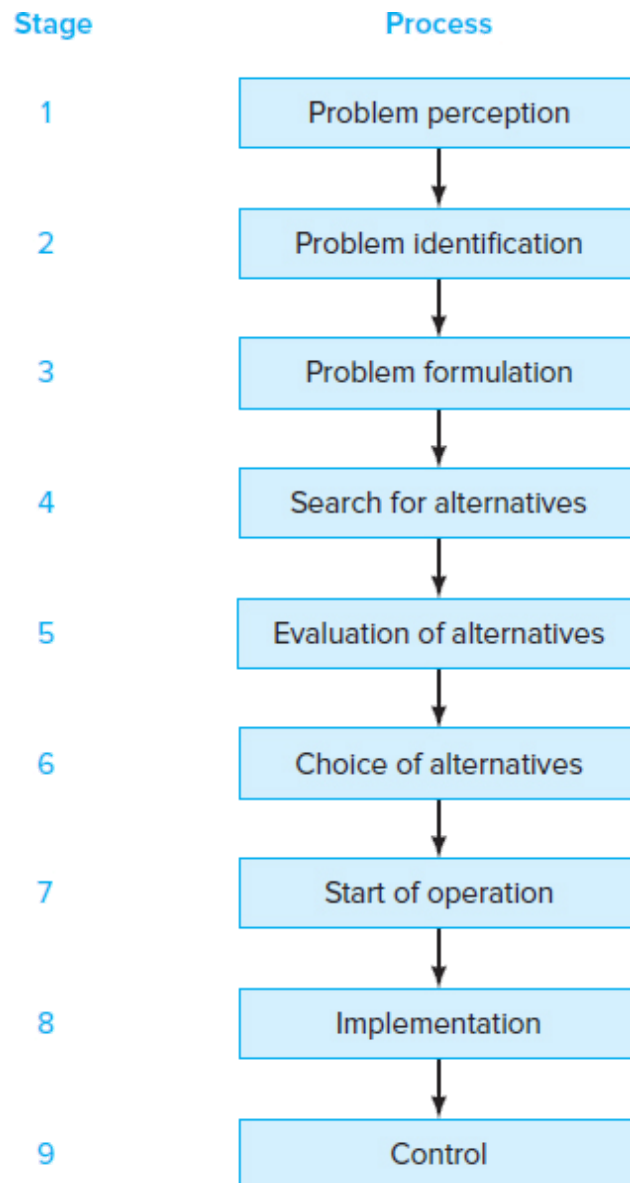 Stage Process
1 Problem perception
2 Problem identification
3 Problem formulation
4 Search for alternatives
5 Evaluation of alternatives
6 Choice of alternatives
7 Start of operation
8 Implementation
9 Control